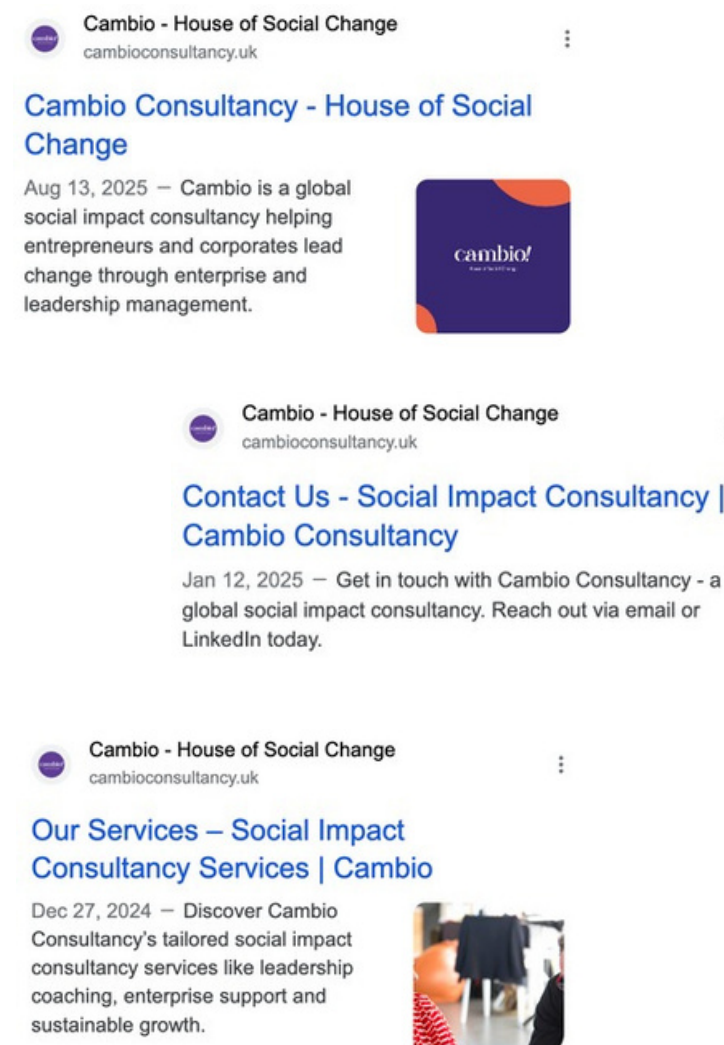 Cambio - House of Social Change
cambioconsultancy.uk
Cambio Consultancy - House of Social
Change
Aug 13, 2025 — Cambio is a global
social impact consultancy helping
entrepreneurs and corporates lead
change through enterprise and
leadership management.
cambio!
Cambio - House of Social Change
cambioconsultancy.uk
Contact Us - Social Impact Consultancy |
Cambio Consultancy
Jan 12, 2025 — Get in touch with Cambio Consultancy - a
global social impact consultancy. Reach out via email or
LinkedIn today.
Cambio - House of Social Change
cambioconsultancy.uk
Our Services – Social Impact
Consultancy Services | Cambio
Dec 27, 2024 — Discover Cambio
Consultancy's tailored social impact
consultancy services like leadership
coaching, enterprise support and
sustainable growth.